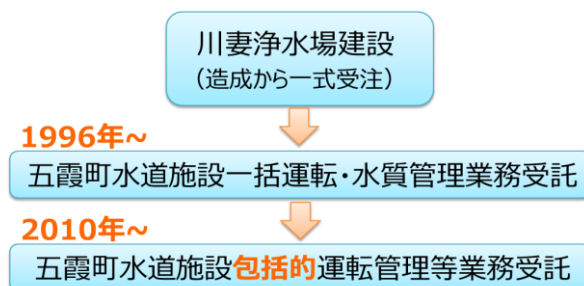 川妻浄水場建設
（造成から一式受注）
1996年~
五霞町水道施設一括運転・水質管理業務受託
2010年~
五霞町水道施設包括的運転管理等業務受託